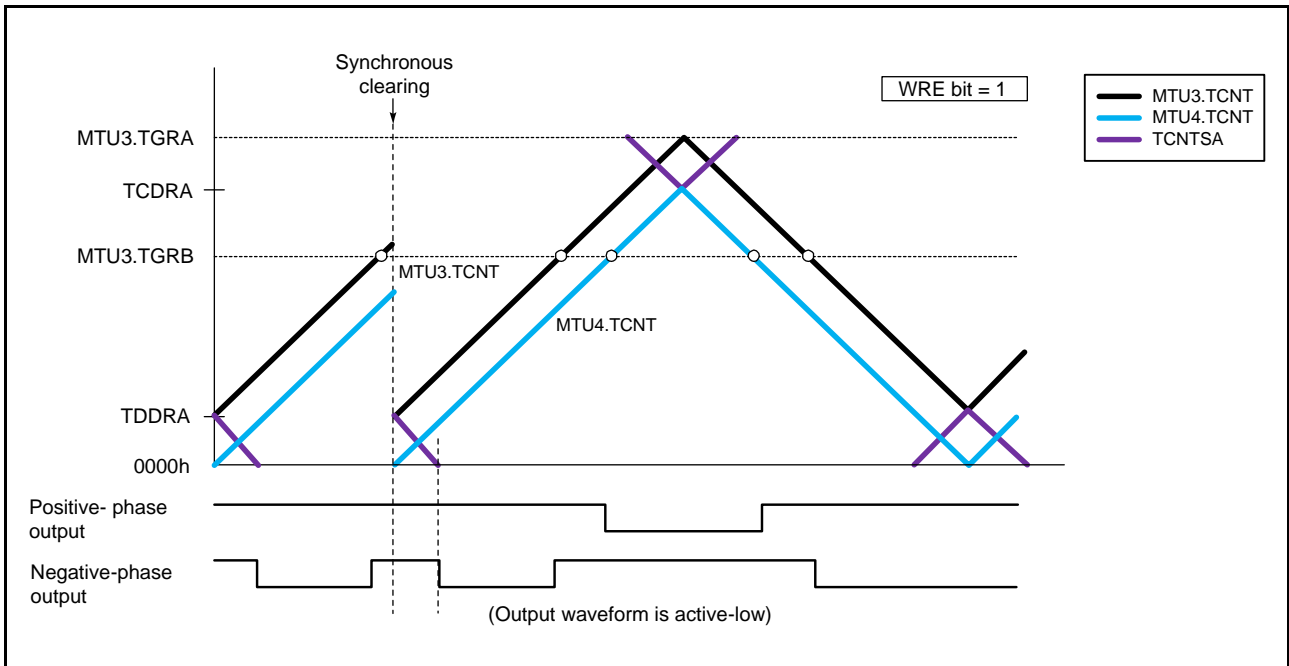 Synchronous
clearing
WRE bit = 1
MTU3.TCNT
MTU4.TCNT
TCNTSA
MTU3.TGRA
TCDRA
MTU3.TGRB
MTU3.TCNT
MTU4.TCNT
TDDRA
0000h
Positive- phase
output
Negative-phase
output
(Output waveform is active-low)